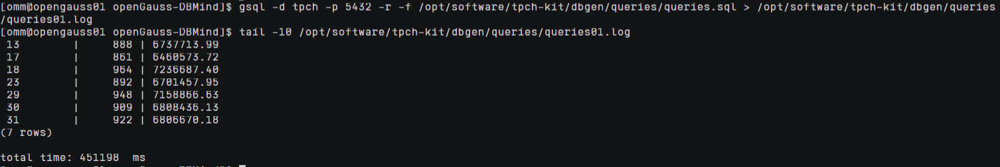 [omm@opengauss01 openGauss-DBMind]$ gsql -d tpch -p 5432 -r -f /opt/software/tpch-kit/dbgen/queries/queries.sql > /opt/software/tpch-kit/dbgen/queries
/queries01.log
[omm@opengauss01 openGauss-DBMind]$ tail -10 /opt/software/tpch-kit/dbgen/queries/queries01.log
 13         |      888 | 6737713.99
 17         |      861 | 6460573.72
 18         |      964 | 7236687.40
 23         |      892 | 6701457.95
 29         |      948 | 7158866.63
 30         |      909 | 6808436.13
 31         |      922 | 6806670.18
(7 rows)
total time: 451198  ms